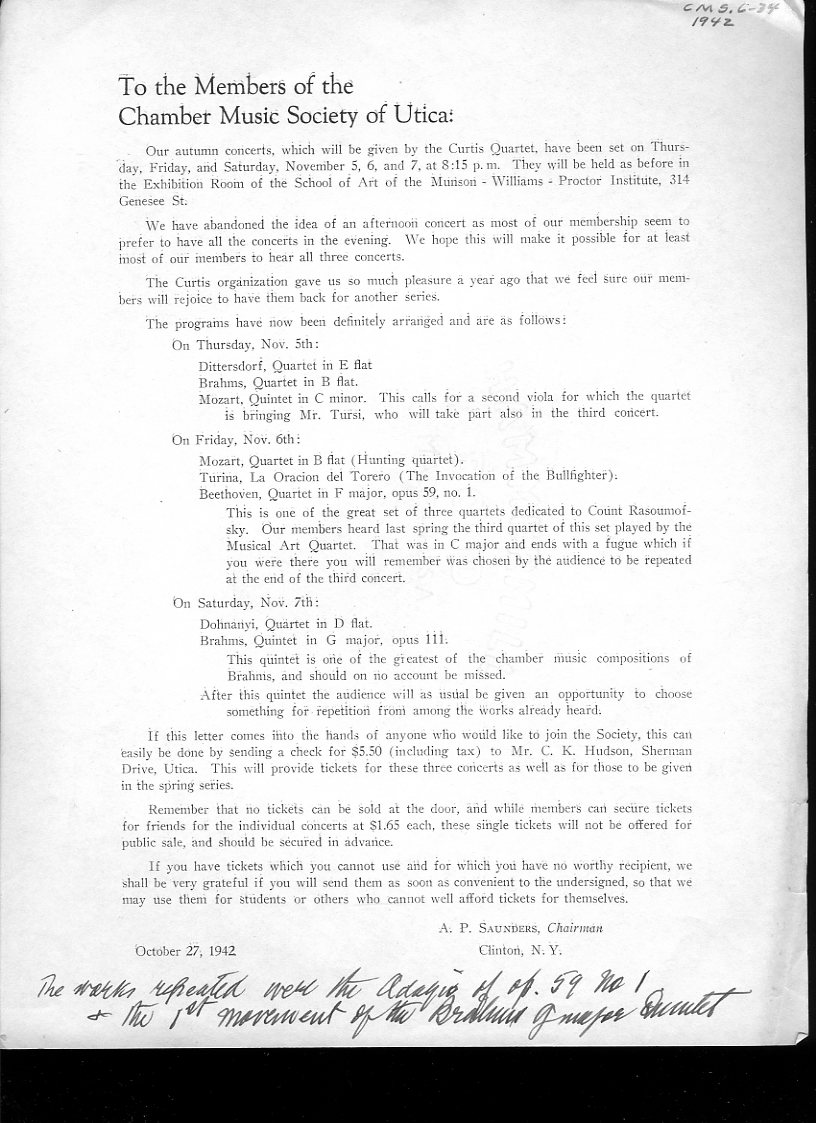 C M S. C-34
1942
To the Members of the
Chamber Music Society of Utica:
Our autumn concerts, which will be given by the Curtis Quartet, have been set on Thurs-
day, Friday, and Saturday, November 5, 6, and 7, at 8:15 p. m. They will be held as before in
the Exhibition Room of the School of Art of the Munson - Williams - Proctor Institute, 314
Genesee St.
We have abandoned the idea of an afternoon concert as most of our membership seem to
prefer to have all the concerts in the evening. We hope this will make it possible for at least
most of our members to hear all three concerts.
The Curtis organization gave us so much pleasure a year ago that we feel sure our mem-
bers will rejoice to have them back for another series.
The programs have now been definitely arranged and are as follows:
On Thursday, Nov. 5th:
Dittersdorf, Quartet in E flat
Brahms, Quartet in B flat.
Mozart, Quintet in C minor. This calls for a second viola for which the quartet
is bringing Mr. Tursi, who will take part also in the third concert.
On Friday, Nov. 6th:
Mozart, Quartet in B flat (Hunting quartet).
Turina, La Oracion del Torero (The Invocation of the Bullfighter).
Beethoven, Quartet in F major, opus 59, no. 1.
This is one of the great set of three quartets dedicated to Count Rasoumof-
sky. Our members heard last spring the third quartet of this set played by the
Musical Art Quartet. That was in C major and ends with a fugue which if
you were there you will remember was chosen by the audience to be repeated
at the end of the third concert.
On Saturday, Nov. 7th:
Dohnanyi, Quartet in D flat.
Brahms, Quintet in G major, opus 111.
This quintet is one of the greatest of the chamber music compositions of
Brahms, and should on no account be missed.
After this quintet the audience will as usual be given an opportunity to choose
something for repetition from among the works already heard.
If this letter comes into the hands of anyone who would like to join the Society, this can
easily be done by sending a check for $5.50 (including tax) to Mr. C. K. Hudson, Sherman
Drive, Utica. This will provide tickets for these three concerts as well as for those to be given
in the spring series.
Remember that no tickets can be sold at the door, and while members can secure tickets
for friends for the individual concerts at $1.65 each, these single tickets will not be offered for
public sale, and should be secured in advance.
If you have tickets which you cannot use and for which you have no worthy recipient, we
shall be very grateful if you will send them as soon as convenient to the undersigned, so that we
may use them for students or others who cannot well afford tickets for themselves.
A. P. SAUNDERS, Chairman
October 27, 1942 Clinton, N. Y.
The works repeated were the Adagio of op. 59 No 1
+ the 1st movement of the Brahms G major Quintet